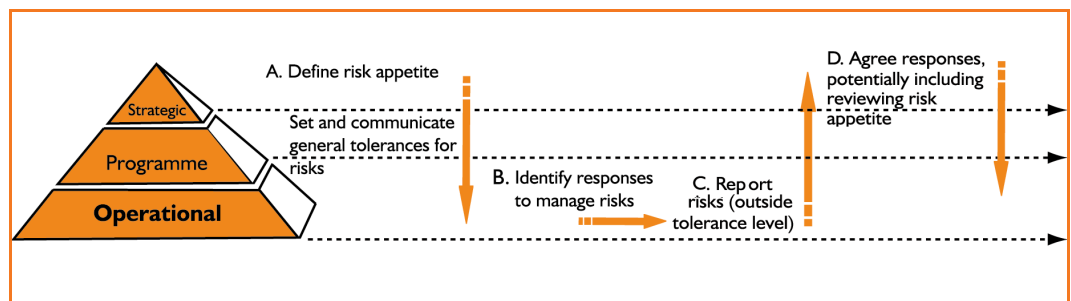 Strategic
Programme
Operational
A. Define risk appetite
Set and communicate
general tolerances for
risks
B. Identify responses
to manage risks
C. Report
risks (outside
tolerance level)
D. Agree responses,
potentially including
reviewing risk
appetite